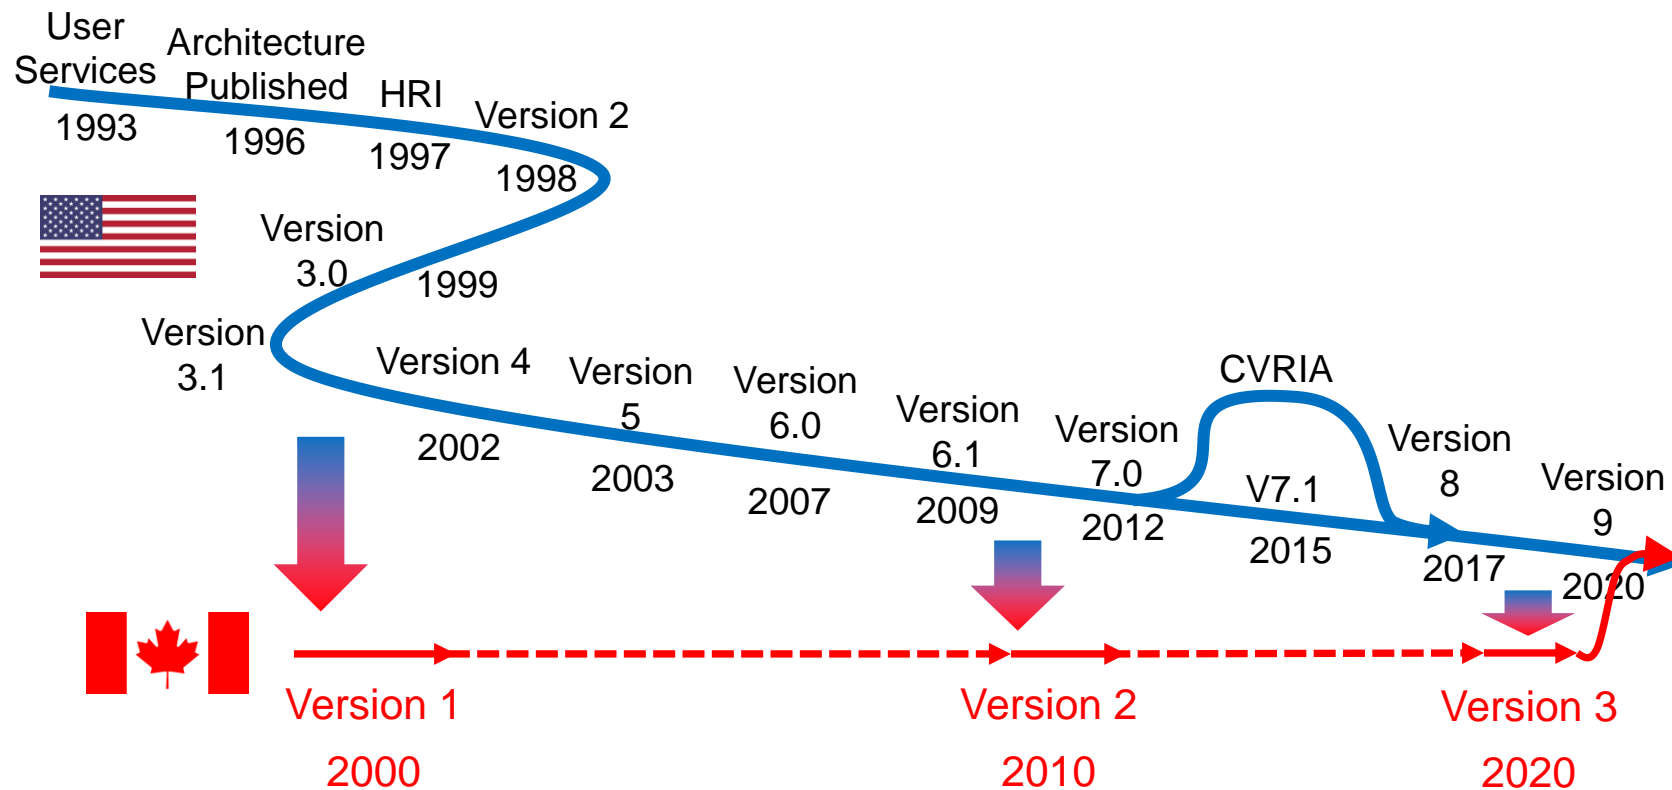 User
Services
1993
Architecture
Published
1996
HRI
1997
Version 2
1998
Version
3.0
1999
Version
3.1
Version 4
2002
Version
5
2003
Version
6.0
2007
Version
6.1
2009
Version
7.0
2012
CVRIA
V7.1
2015
Version
8
2017
Version
9
2020
Version 1
2000
Version 2
2010
Version 3
2020